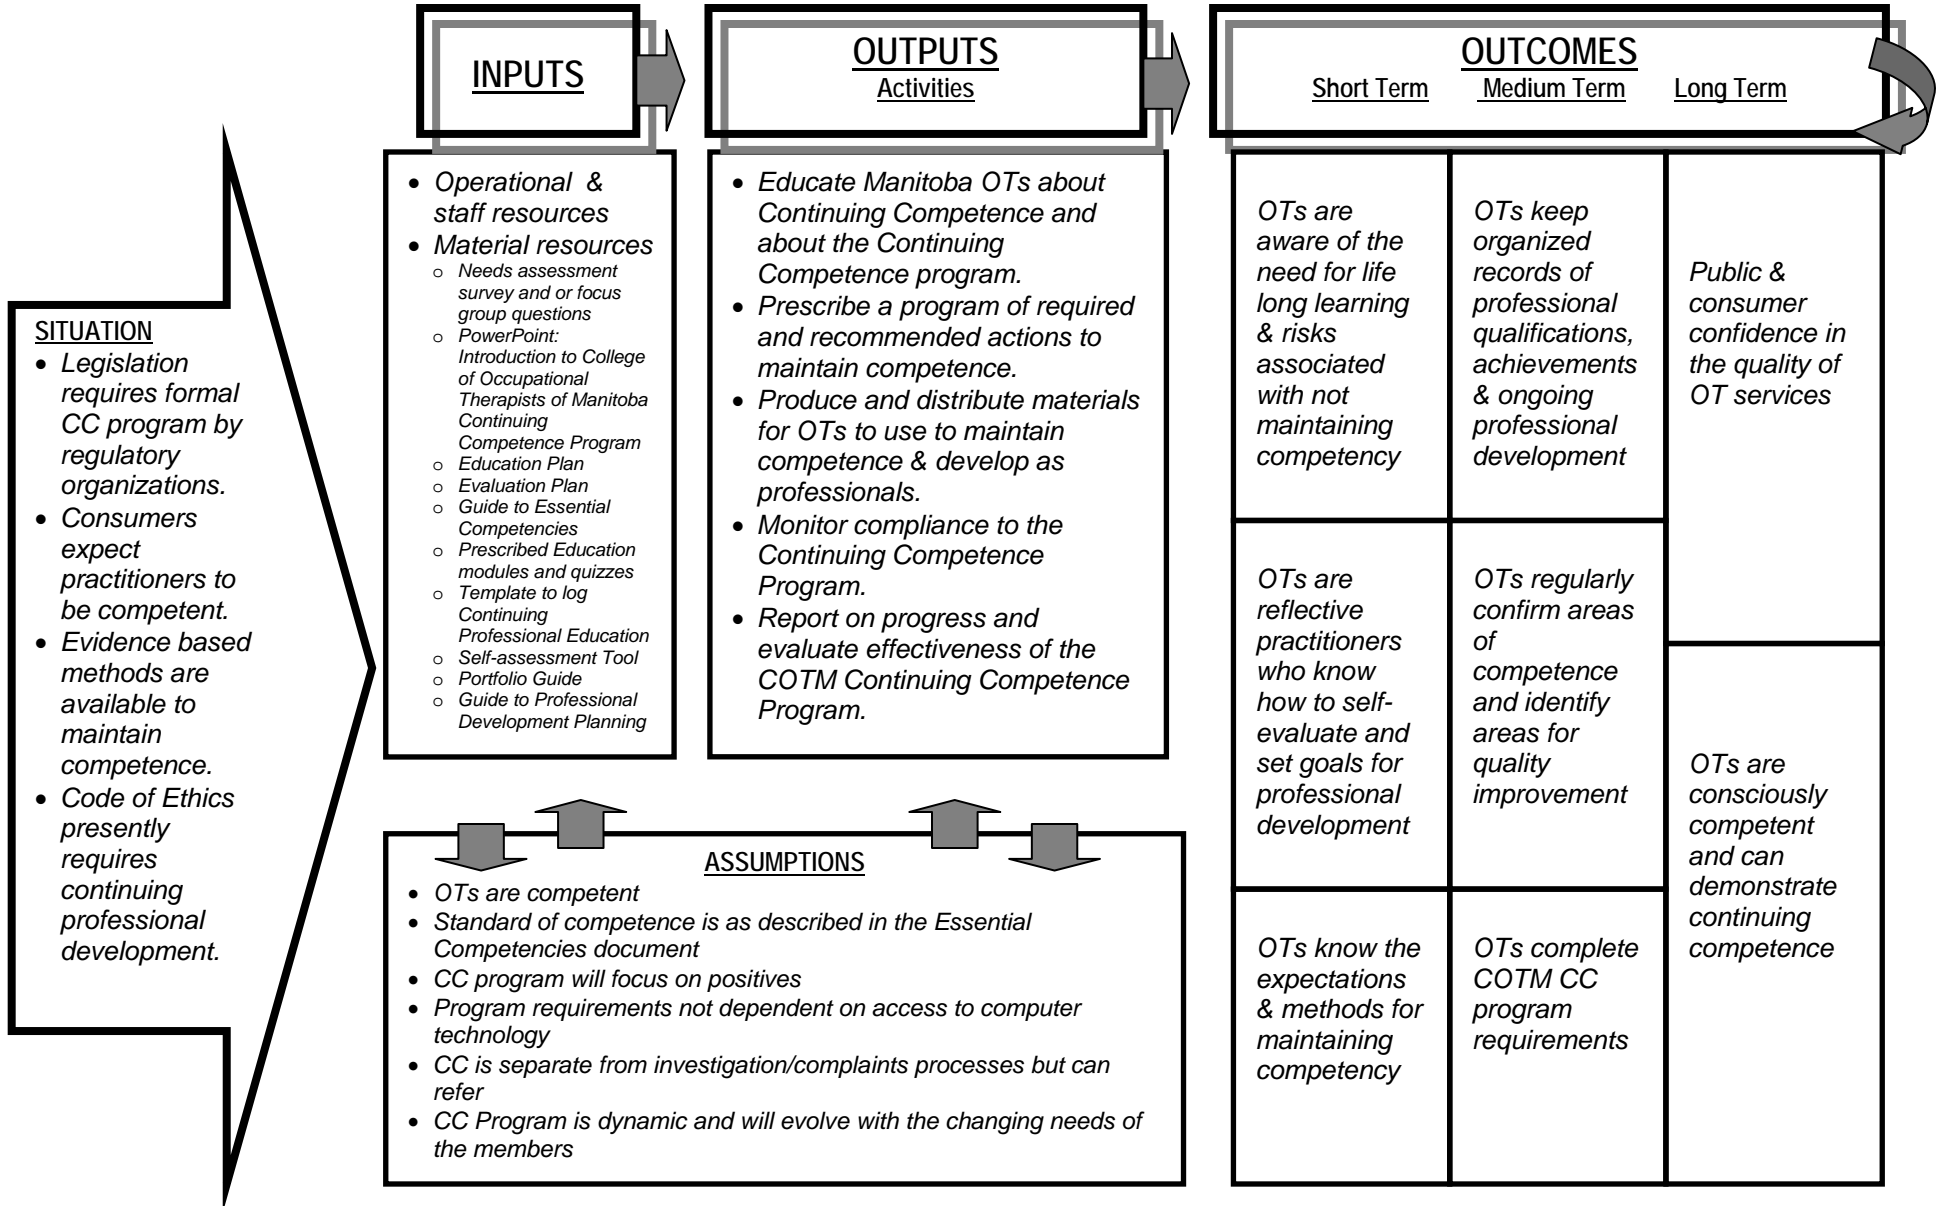 SITUATION
• Legislation
requires formal
CC program by
regulatory
organizations.
• Consumers
expect
practitioners to
be competent.
• Evidence based
methods are
available to
maintain
competence.
• Code of Ethics
presently
requires
continuing
professional
development.
INPUTS
• Operational & 
staff resources
• Material resources
o Needs assessment
survey and or focus
group questions
o PowerPoint:
Introduction to College
of Occupational
Therapists of Manitoba
Continuing
Competence Program
o Education Plan
o Evaluation Plan
o Guide to Essential
Competencies
o Prescribed Education
modules and quizzes
o Template to log
Continuing
Professional Education
o Self-assessment Tool
o Portfolio Guide
o Guide to Professional
Development Planning
OUTPUTS
Activities
• Educate Manitoba OTs about
Continuing Competence and
about the Continuing
Competence program.
• Prescribe a program of required
and recommended actions to
maintain competence.
• Produce and distribute materials
for OTs to use to maintain
competence & develop as
professionals.
• Monitor compliance to the
Continuing Competence
Program.
• Report on progress and
evaluate effectiveness of the
COTM Continuing Competence
Program.
ASSUMPTIONS
• OTs are competent
• Standard of competence is as described in the Essential
Competencies document
• CC program will focus on positives
• Program requirements not dependent on access to computer
technology
• CC is separate from investigation/complaints processes but can
refer
• CC Program is dynamic and will evolve with the changing needs of
the members
OUTCOMES
Short Term Medium Term Long Term
OTs are
aware of the
need for life
long learning
& risks
associated
with not
maintaining
competency
OTs are
reflective
practitioners
who know
how to self-
evaluate and
set goals for
professional
development
OTs know the
expectations
& methods for
maintaining
competency
OTs keep
organized
records of
professional
qualifications,
achievements
& ongoing
professional
development
OTs regularly
confirm areas
of
competence
and identify
areas for
quality
improvement
OTs complete
COTM CC
program
requirements
Public &
consumer
confidence in
the quality of
OT services
OTs are
consciously
competent
and can
demonstrate
continuing
competence